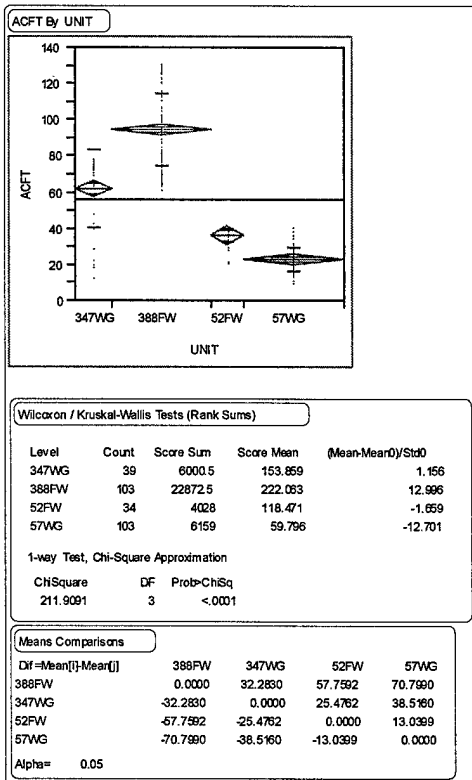 ACFT By UNIT
140
120
100
80
60
40
20
0
ACFT
347WG 388FW 52FW 57WG
UNIT
Wilcoxon / Kruskal-Wallis Tests (Rank Sums)
Level Count Score Sum Score Mean (Mean-Mean0)/Std0
347WG 39 6000.5 153.859 1.156
388FW 103 22872.5 222.063 12.996
52FW 34 4028 118.471 -1.659
57WG 103 6159 59.796 -12.701
1-way Test, Chi-Square Approximation
ChiSquare DF Prob>ChiSq
211.9091 3 <.0001
Means Comparisons
Dif=Mean[i]-Mean[j] 388FW 347WG 52FW 57WG
388FW 0.0000 32.2830 57.7592 70.7990
347WG -32.2830 0.0000 25.4762 38.5160
52FW -57.7592 -25.4762 0.0000 13.0399
57WG -70.7990 -38.5160 -13.0399 0.0000
Alpha= 0.05